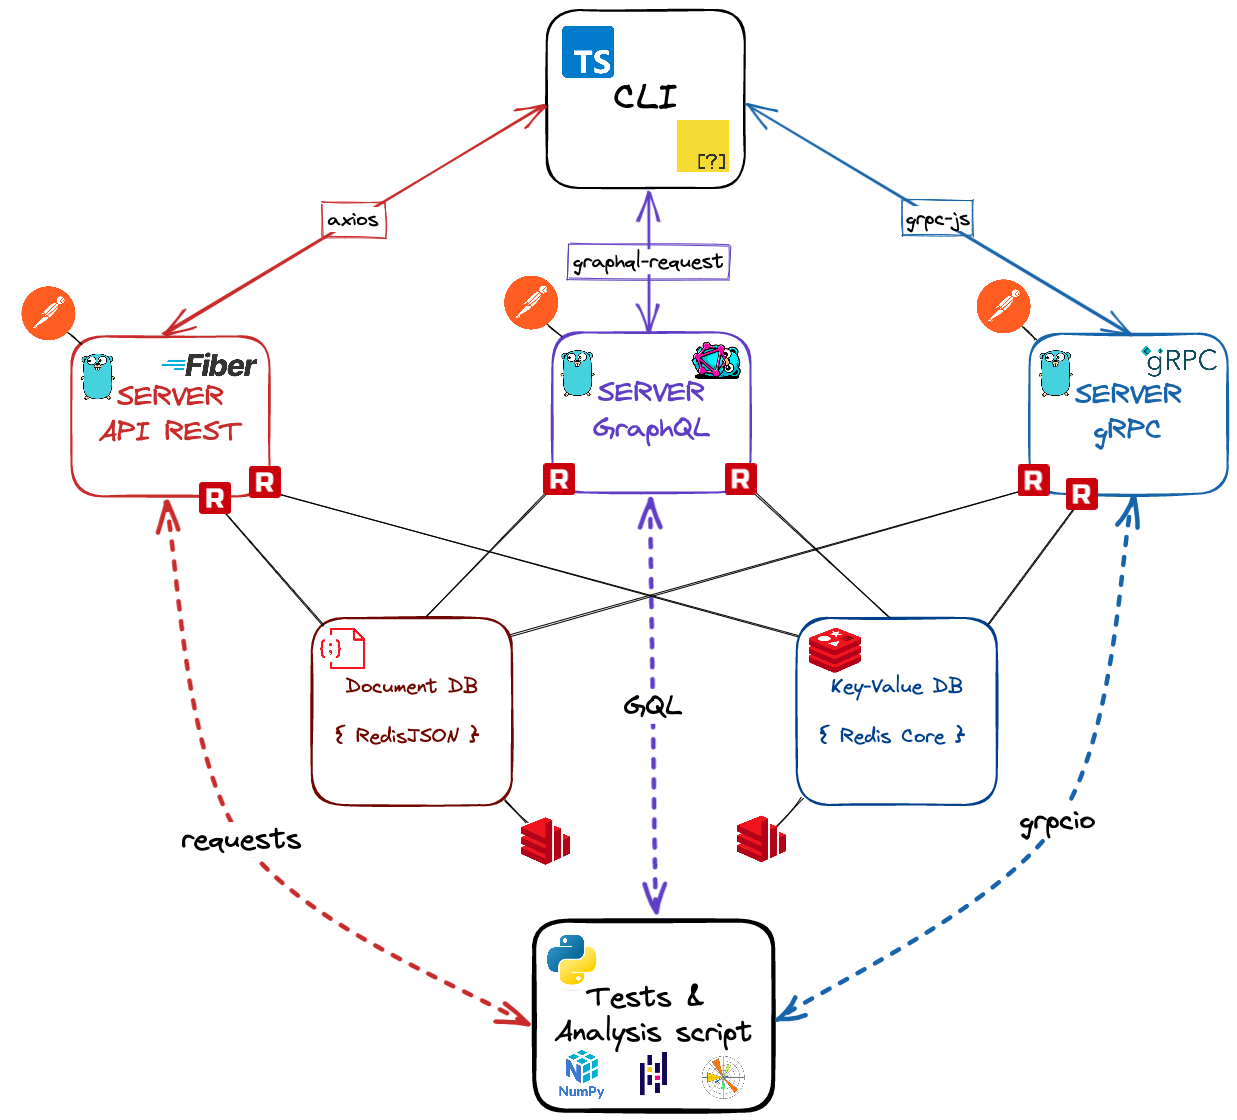 TS
CLI
[?]
axios
graphql-request
grpc-js
Fiber
SERVER
API REST
SERVER
GraphQL
gRPC
SERVER
gRPC
R
R
R
R
R
R
{;}
Document DB
{ RedisJSON }
Key-Value DB
{ Redis Core }
GQL
requests
grpcio
Tests &
Analysis script
NumPy